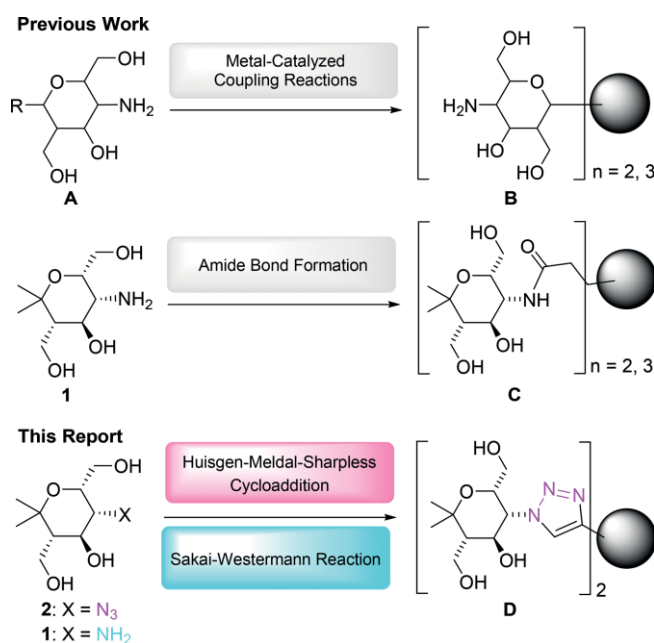 Previous Work
OH
O
R
NH2
OH
OH
A
Metal-Catalyzed
Coupling Reactions
OH
O
H2N
HO
OH
n = 2, 3
B
OH
O
NH2
OH
OH
1
Amide Bond Formation
HO
O
O
N
H
OH
HO
n = 2, 3
C
This Report
OH
O
X
OH
OH
2: X = N3
1: X = NH2
Huisgen-Meldal-Sharpless
Cycloaddition
Sakai-Westermann Reaction
HO
O
N
N
N
OH
HO
2
D